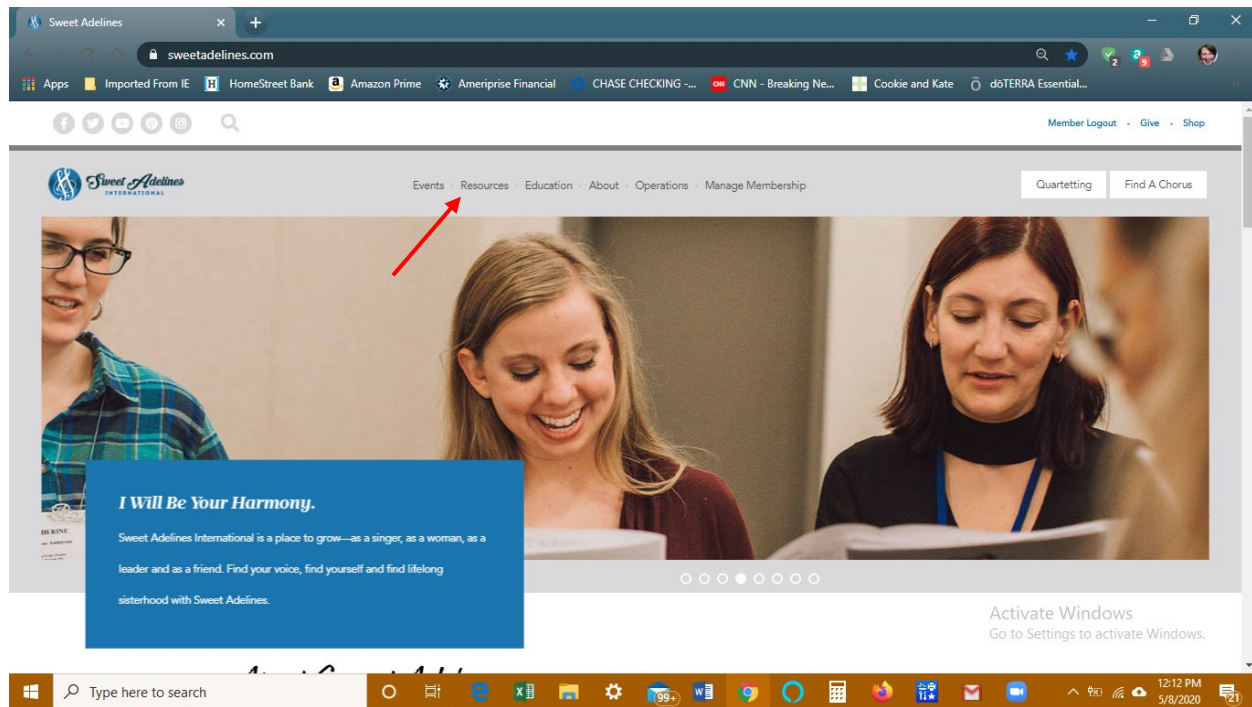 Sweet Adelines
sweetadelines.com
2
9
Apps Imported From IE HomeStreet Bank Amazon Prime Ameriprise Financial CHASE CHECKING -... CNN - Breaking Ne... Cookie and Kate dōTERRA Essential...
Member Logout · Give · Shop
Sweet Adelines
INTERNATIONAL
Events · Resources · Education · About · Operations · Manage Membership
Quartetting
Find A Chorus
I Will Be Your Harmony.
Sweet Adelines International is a place to grow—as a singer, as a woman, as a
leader and as a friend. Find your voice, find yourself and find lifelong
sisterhood with Sweet Adelines.
Activate Windows
Go to Settings to activate Windows.
Type here to search
99+
12:12 PM
5/8/2020
21